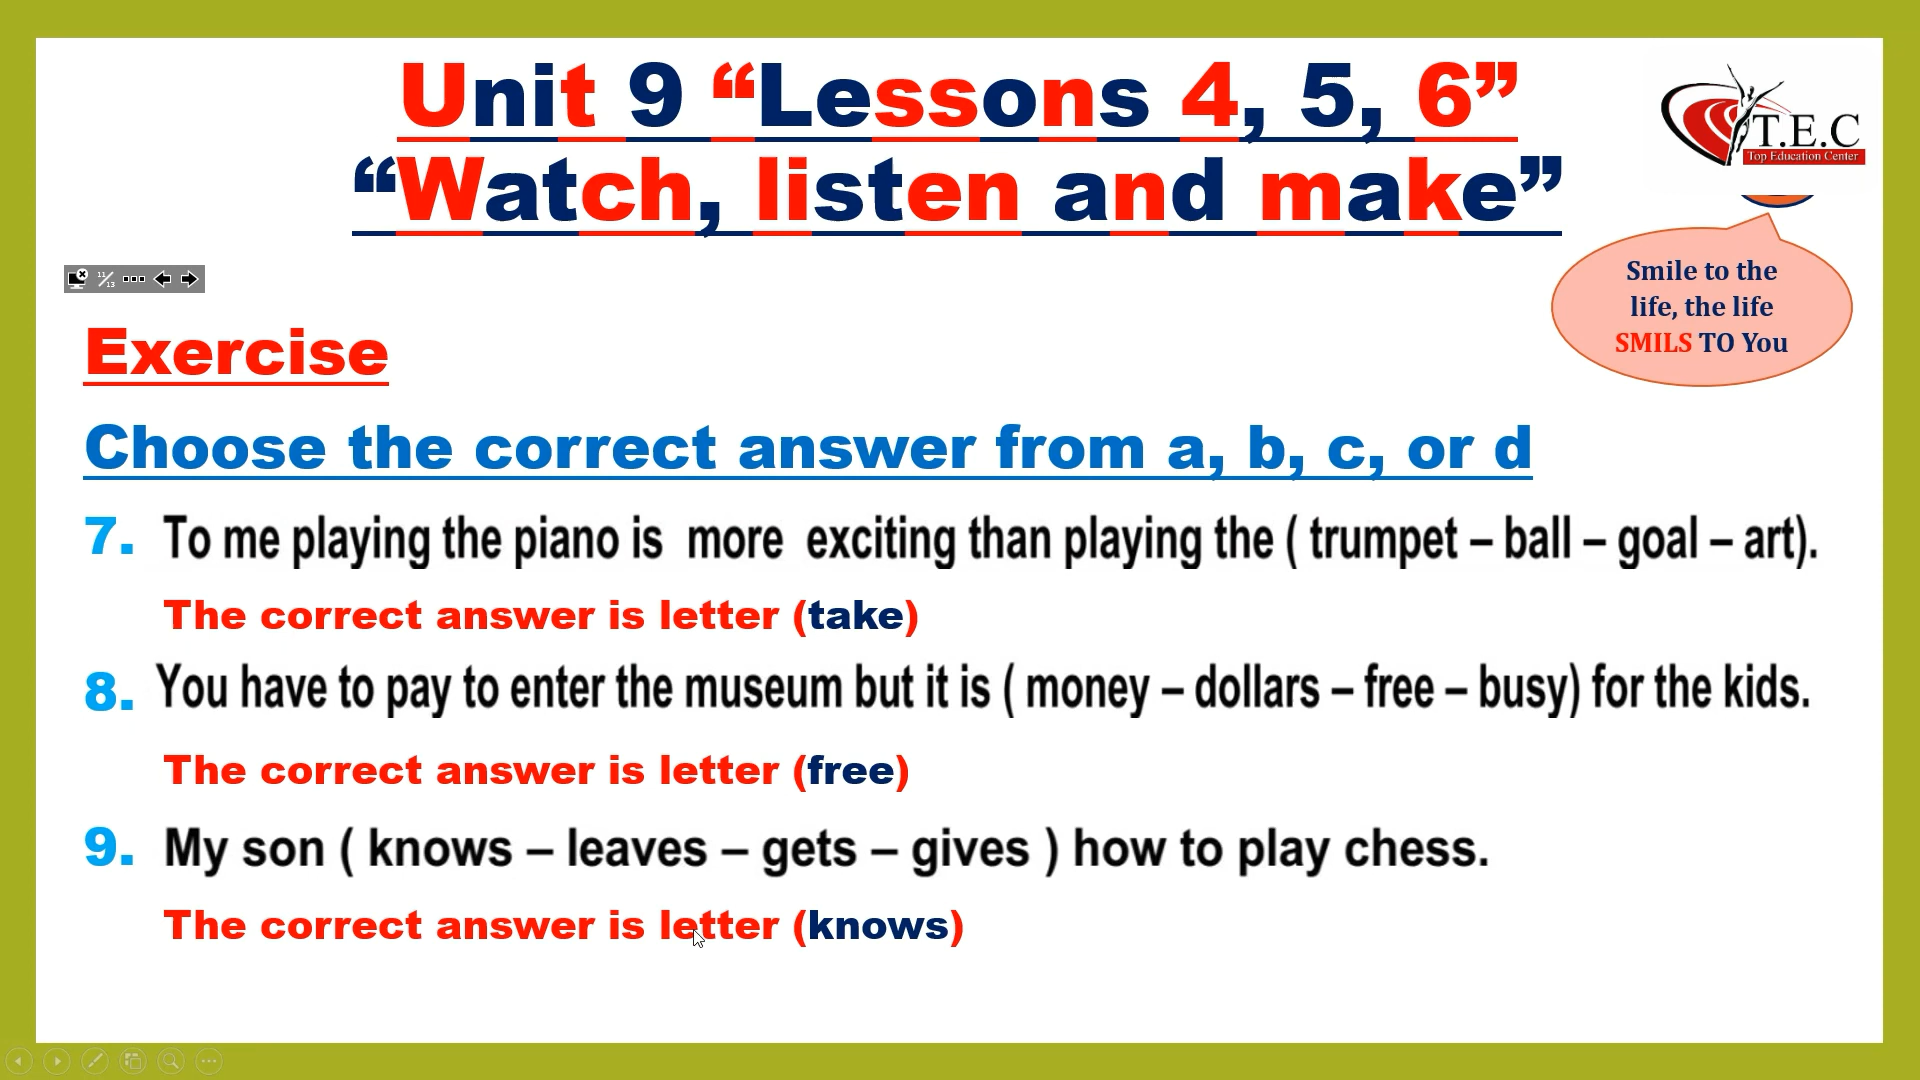 Unit 9 “Lessons 4, 5, 6”
“Watch, listen and make”
T.E.C
Top Education Center
Smile to the
life, the life
SMILS TO You
11/13
Exercise
Choose the correct answer from a, b, c, or d
7. To me playing the piano is more exciting than playing the ( trumpet – ball – goal – art).
The correct answer is letter (take)
8. You have to pay to enter the museum but it is ( money – dollars – free – busy) for the kids.
The correct answer is letter (free)
9. My son ( knows – leaves – gets – gives ) how to play chess.
The correct answer is letter (knows)